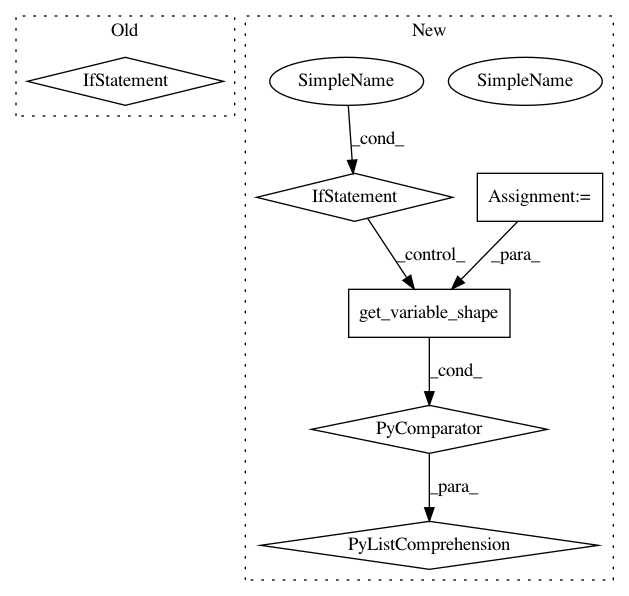 Old
New
IfStatement
SimpleName
SimpleName
_cond_
IfStatement
Assignment:=
_control_
_para_
get_variable_shape
_cond_
PyComparator
_para_
PyListComprehension